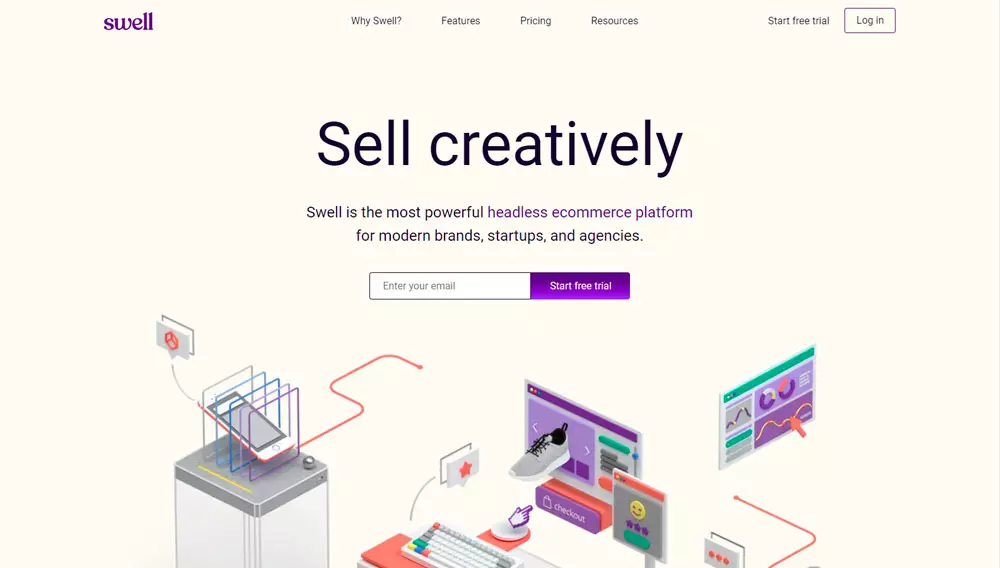 swell
Why Swell?
Features
Pricing
Resources
Start free trial
Log in
Sell creatively
Swell is the most powerful headless ecommerce platform
for modern brands, startups, and agencies.
Enter your email
Start free trial
checkout